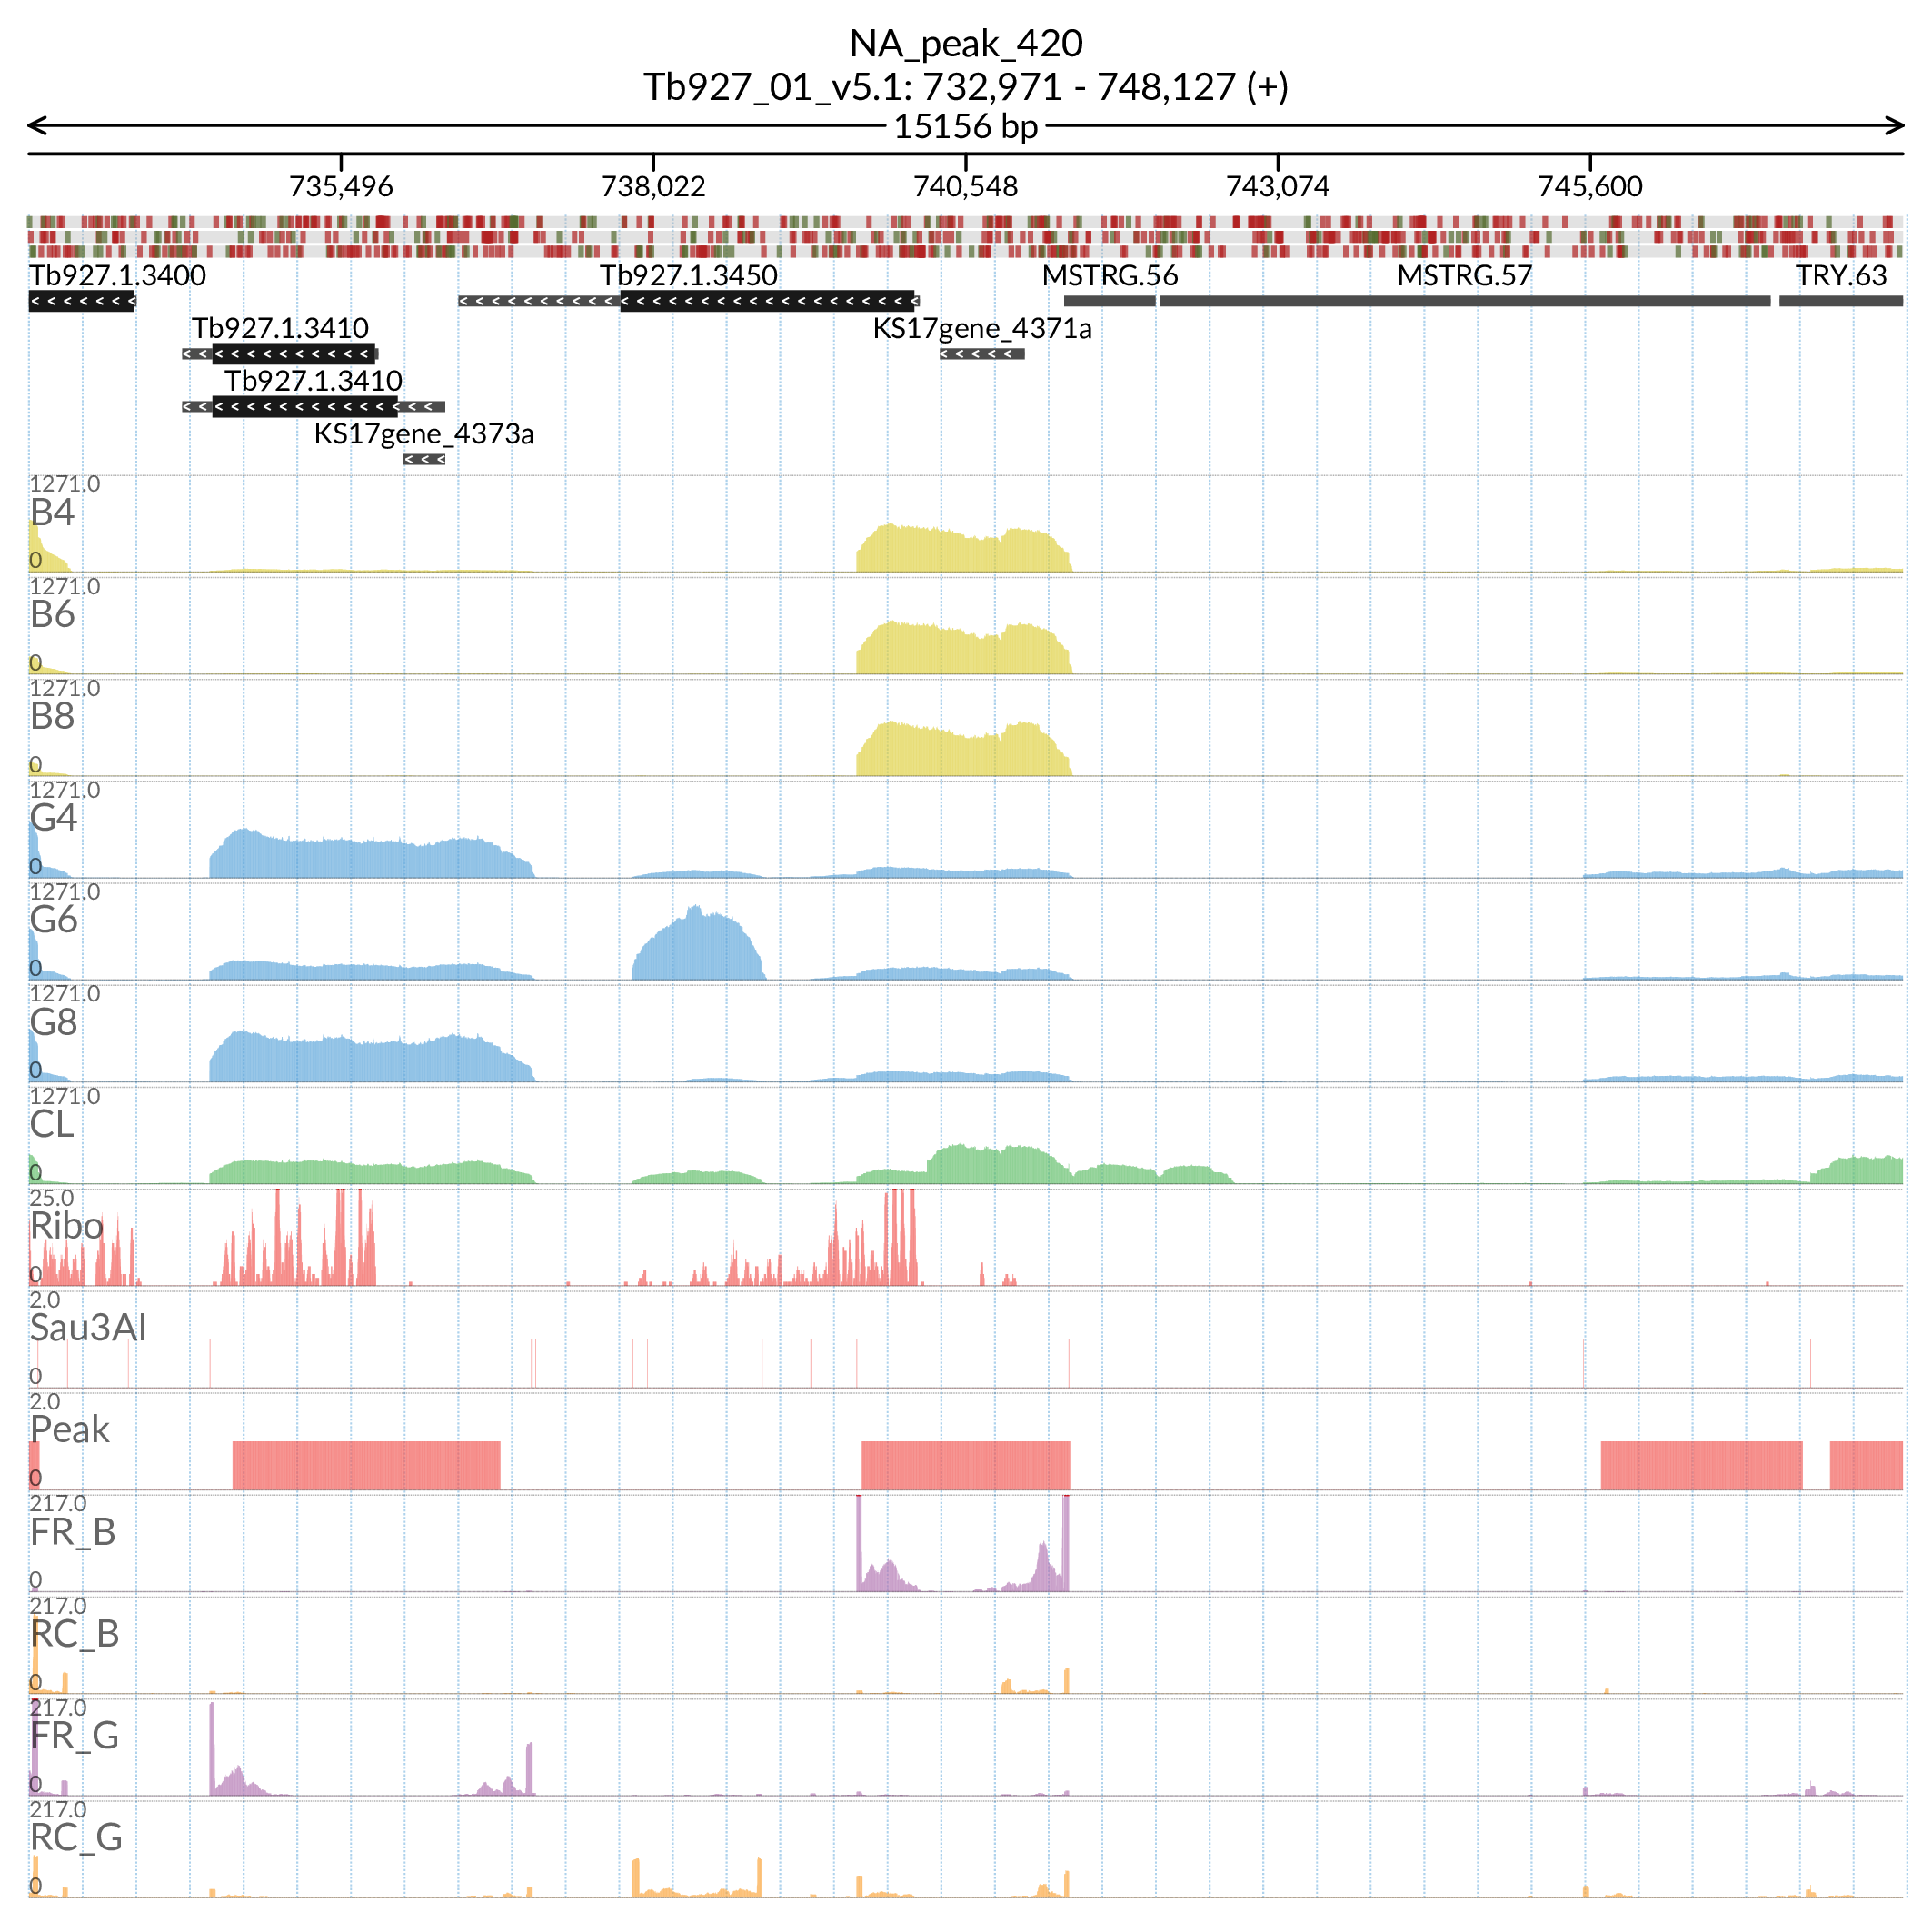 NA_peak_420
Tb927_01_v5.1: 732,971 - 748,127 (+)
15156 bp
735,496 738,022 740,548 743,074 745,600
Tb927.1.3400 Tb927.1.3450 MSTRG.56 MSTRG.57 TRY.63
Tb927.1.3410 KS17gene_4371a
Tb927.1.3410
KS17gene_4373a
1271.0
B4
0
1271.0
B6
0
1271.0
B8
0
1271.0
G4
0
1271.0
G6
0
1271.0
G8
0
1271.0
CL
0
25.0
Ribo
0
2.0
Sau3AI
0
2.0
Peak
0
217.0
FR_B
0
217.0
RC_B
0
217.0
FR_G
0
217.0
RC_G
0